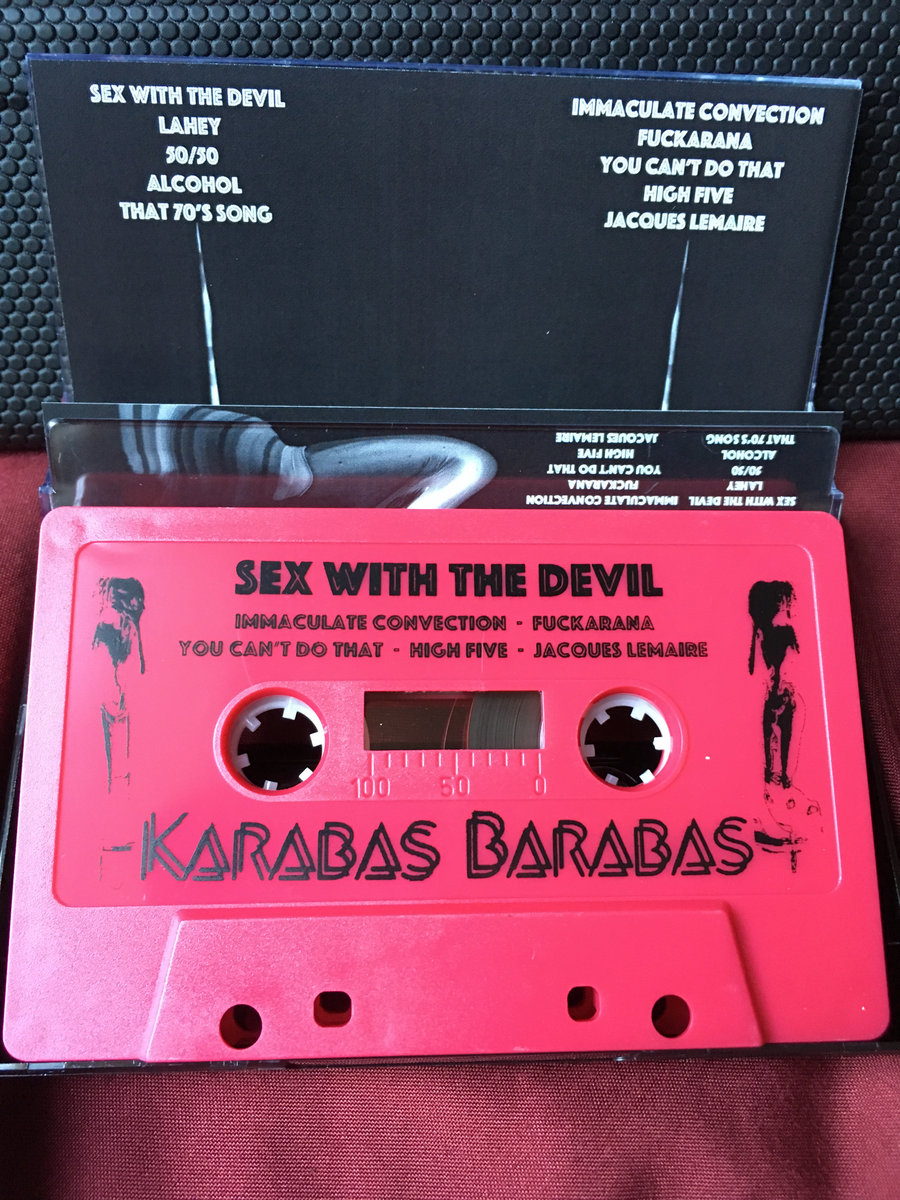 SEX WITH THE DEVIL
LAHEY
50/50
ALCOHOL
THAT 70'S SONG
IMMACULATE CONVECTION
FUCKARANA
YOU CAN'T DO THAT
HIGH FIVE
JACQUES LEMAIRE
SEX WITH THE DEVIL
LAHEY
50/50
ALCOHOL
THAT 70'S SONG
IMMACULATE CONVECTION
FUCKARANA
YOU CAN'T DO THAT
HIGH FIVE
JACQUES LEMAIRE
SEX WITH THE DEVIL
IMMACULATE CONVECTION - FUCKARANA
YOU CAN'T DO THAT - HIGH FIVE - JACQUES LEMAIRE
100 50 0
KARABAS BARABAS